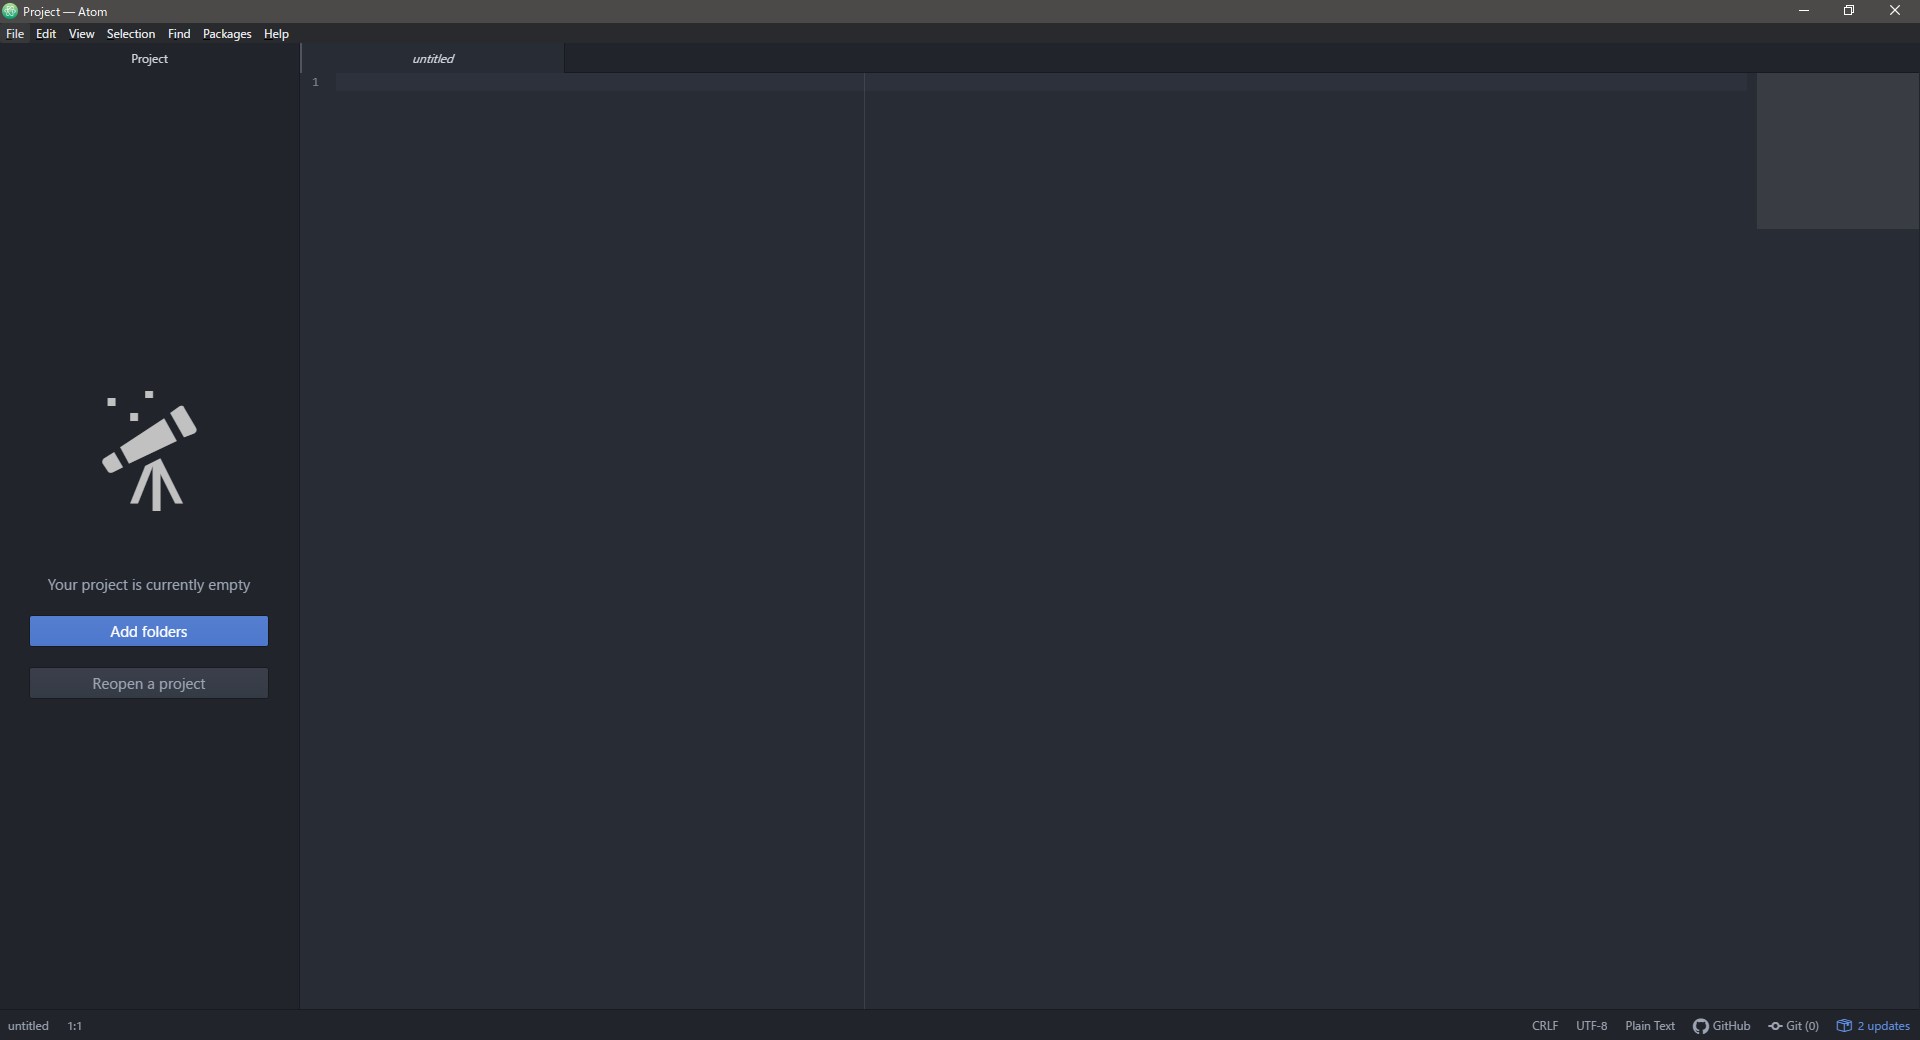 Project — Atom
File Edit View Selection Find Packages Help
Project
untitled
1
Your project is currently empty
Add folders
Reopen a project
untitled 1:1 CRLF UTF-8 Plain Text GitHub Git (0) 2 updates